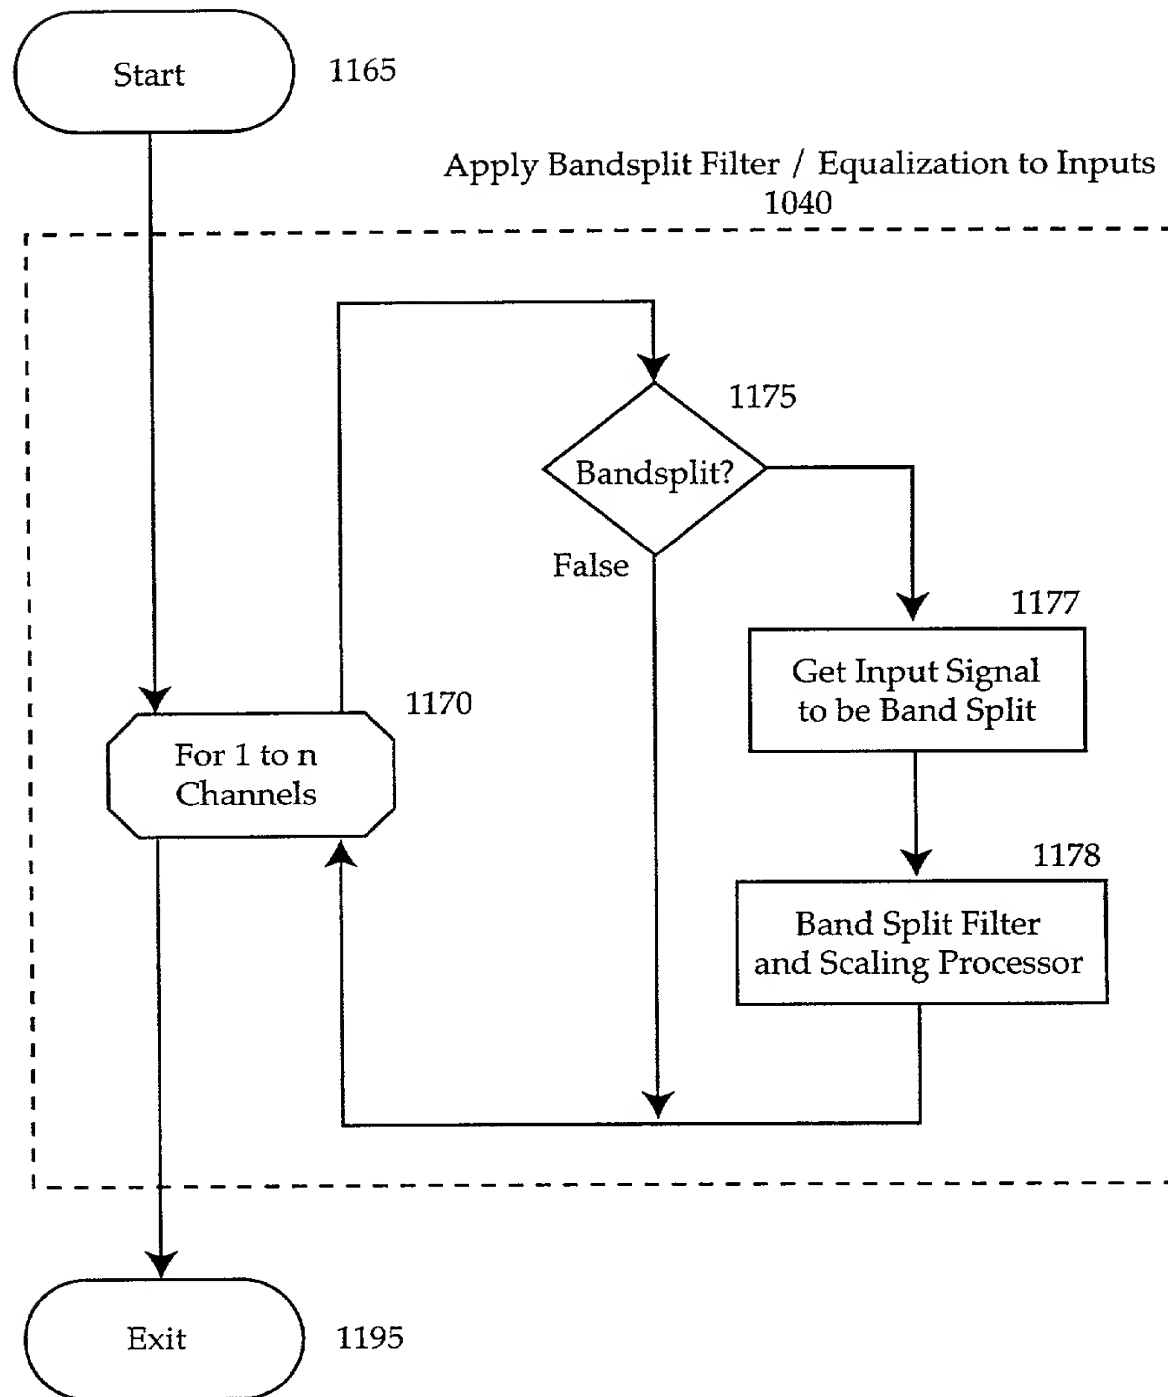 Start
1165
Apply Bandsplit Filter / Equalization to Inputs
1040
1175
Bandsplit?
False
1177
Get Input Signal
to be Band Split
1170
For 1 to n
Channels
1178
Band Split Filter
and Scaling Processor
Exit
1195